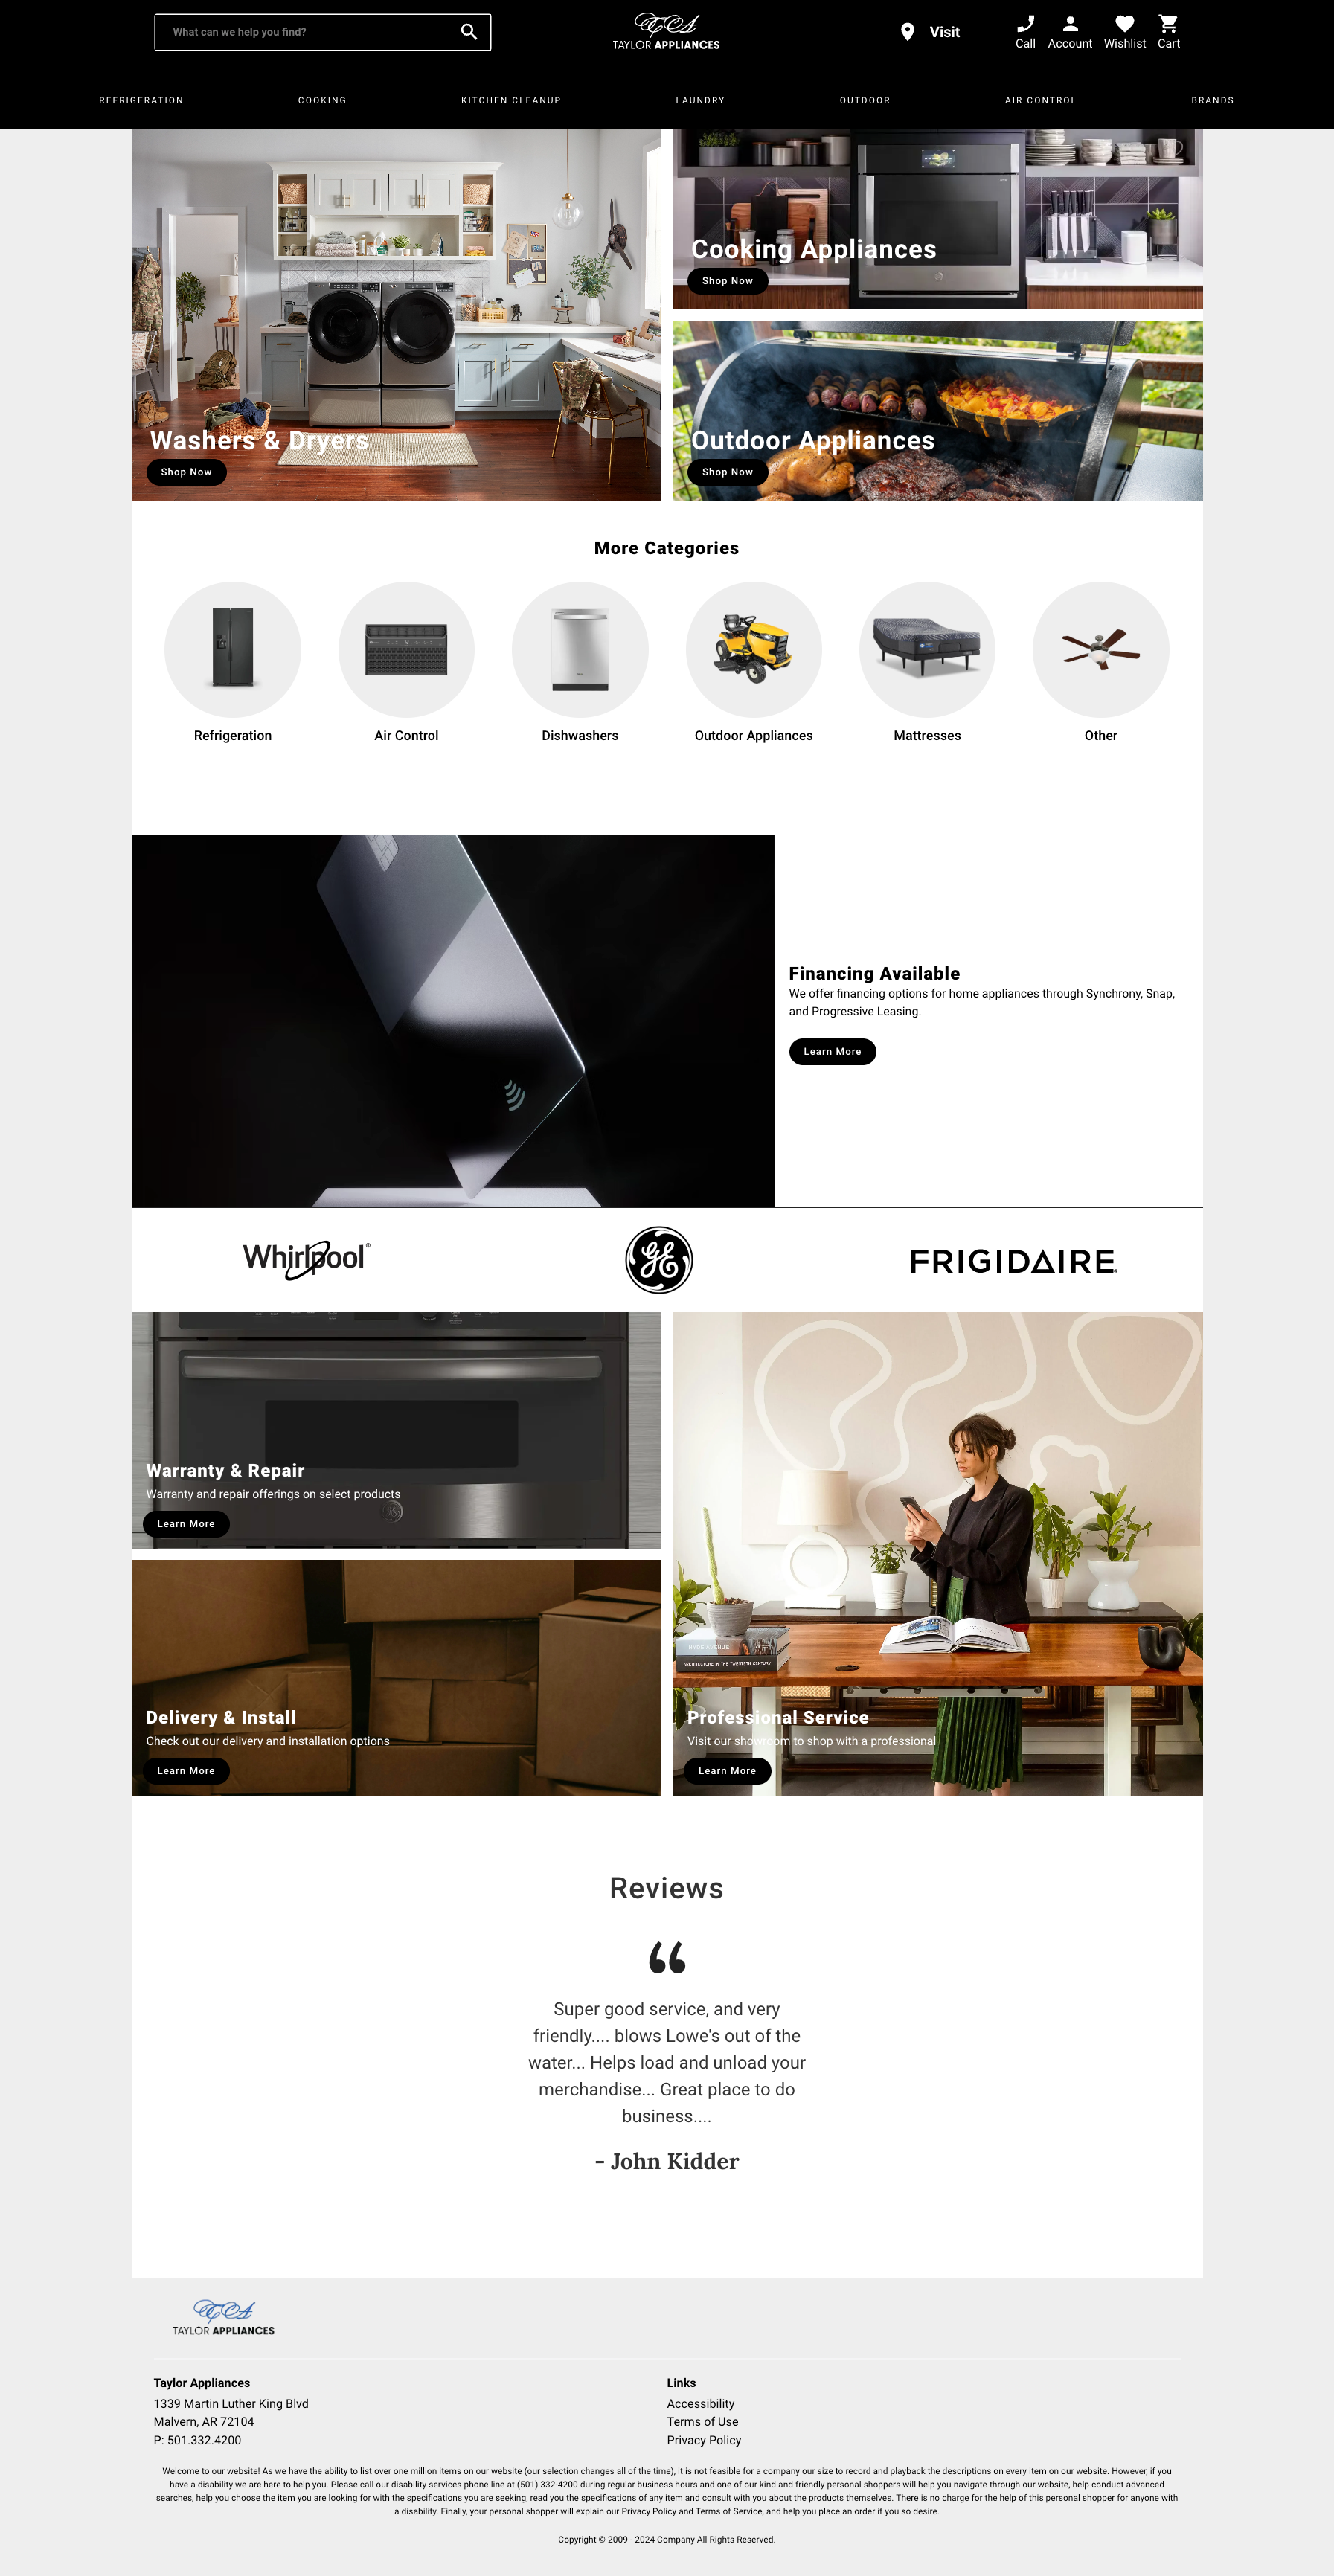 What can we help you find?
TCA
TAYLOR APPLIANCES
Visit
Call
Account
Wishlist
Cart
REFRIGERATION
COOKING
KITCHEN CLEANUP
LAUNDRY
OUTDOOR
AIR CONTROL
BRANDS
Washers & Dryers
Shop Now
Cooking Appliances
Shop Now
Outdoor Appliances
Shop Now
More Categories
Refrigeration
Air Control
Dishwashers
Outdoor Appliances
Mattresses
Other
Financing Available
We offer financing options for home appliances through Synchrony, Snap,
and Progressive Leasing.
Learn More
Whirlpool®
GE
FRIGIDAIRE
Warranty & Repair
Warranty and repair offerings on select products
Learn More
Delivery & Install
Check out our delivery and installation options
Learn More
ARCHITECTURE IN THE TWENTIETH CENTURY
Professional Service
Visit our showroom to shop with a professional
Learn More
Reviews
“
Super good service, and very
friendly.... blows Lowe's out of the
water... Helps load and unload your
merchandise... Great place to do
business....
- John Kidder
TCA
TAYLOR APPLIANCES
Taylor Appliances
1339 Martin Luther King Blvd
Malvern, AR 72104
P: 501.332.4200
Links
Accessibility
Terms of Use
Privacy Policy
Welcome to our website! As we have the ability to list over one million items on our website (our selection changes all of the time), it is not feasible for a company our size to record and playback the descriptions on every item on our website. However, if you
have a disability we are here to help you. Please call our disability services phone line at (501) 332-4200 during regular business hours and one of our kind and friendly personal shoppers will help you navigate through our website, help conduct advanced
searches, help you choose the item you are looking for with the specifications you are seeking, read you the specifications of any item and consult with you about the products themselves. There is no charge for the help of this personal shopper for anyone with
a disability. Finally, your personal shopper will explain our Privacy Policy and Terms of Service, and help you place an order if you so desire.
Copyright © 2009 - 2024 Company All Rights Reserved.